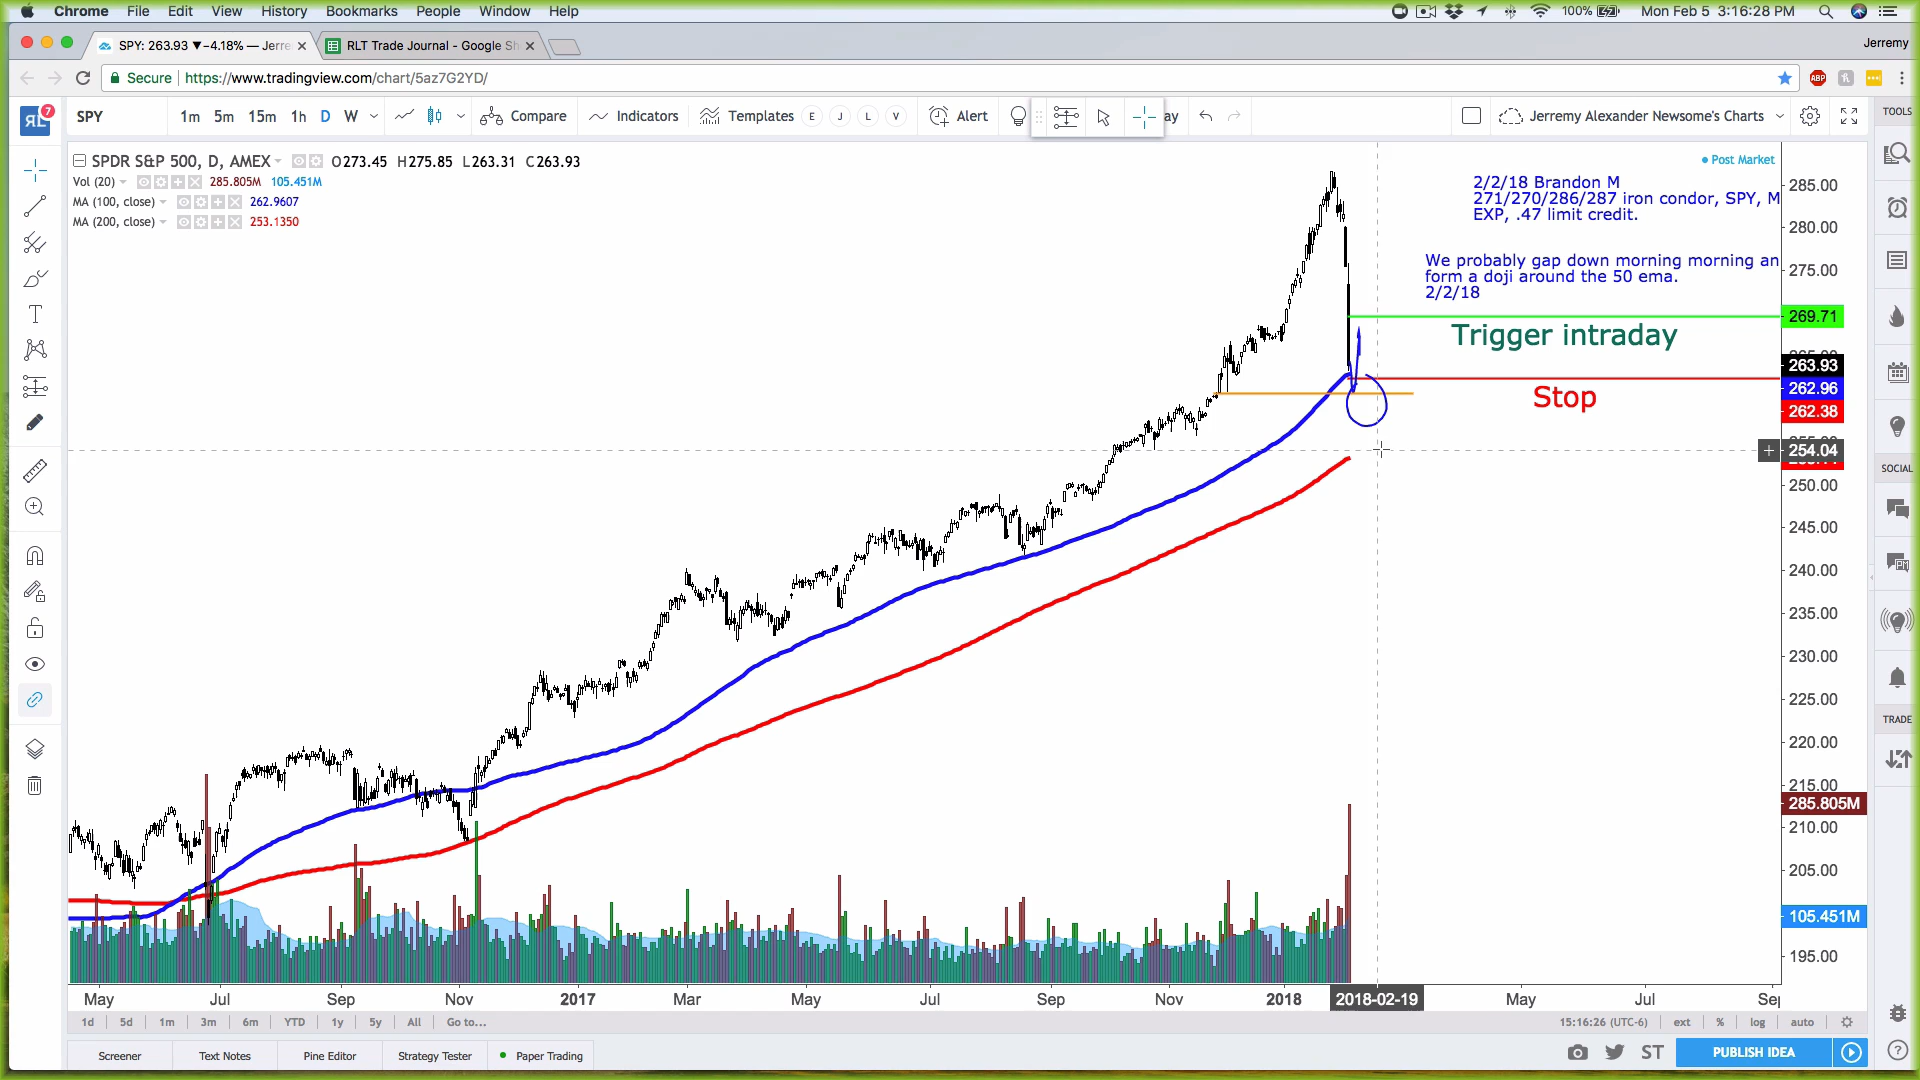 Chrome File Edit View History Bookmarks People Window Help 100% Mon Feb 5 3:16:28 PM
SPY: 263.93 ▼−4.18% — Jerre
RLT Trade Journal - Google Sh
Jerremy
Secure https://www.tradingview.com/chart/5az7G2YD/
ABP
7
SPY 1m 5m 15m 1h D W Compare Indicators Templates E J L V Alert ay Jerremy Alexander Newsome's Charts
TOOLS
SPDR S&P 500, D, AMEX O273.45 H275.85 L263.31 C263.93
Vol (20) 285.805M 105.451M
MA (100, close) 262.9607
MA (200, close) 253.1350
Post Market
2/2/18 Brandon M
271/270/286/287 iron condor, SPY, M
EXP, .47 limit credit.
We probably gap down morning morning an
form a doji around the 50 ema.
2/2/18
Trigger intraday
Stop
285.00
280.00
275.00
269.71
263.93
262.96
262.38
254.04
250.00
245.00
240.00
235.00
230.00
225.00
220.00
215.00
285.805M
210.00
205.00
105.451M
195.00
SOCIAL
TRADE
May Jul Sep Nov 2017 Mar May Jul Sep Nov 2018 2018-02-19 May Jul Sep
1d 5d 1m 3m 6m YTD 1y 5y All Go to... 15:16:26 (UTC-6) ext % log auto
Screener Text Notes Pine Editor Strategy Tester Paper Trading ST PUBLISH IDEA